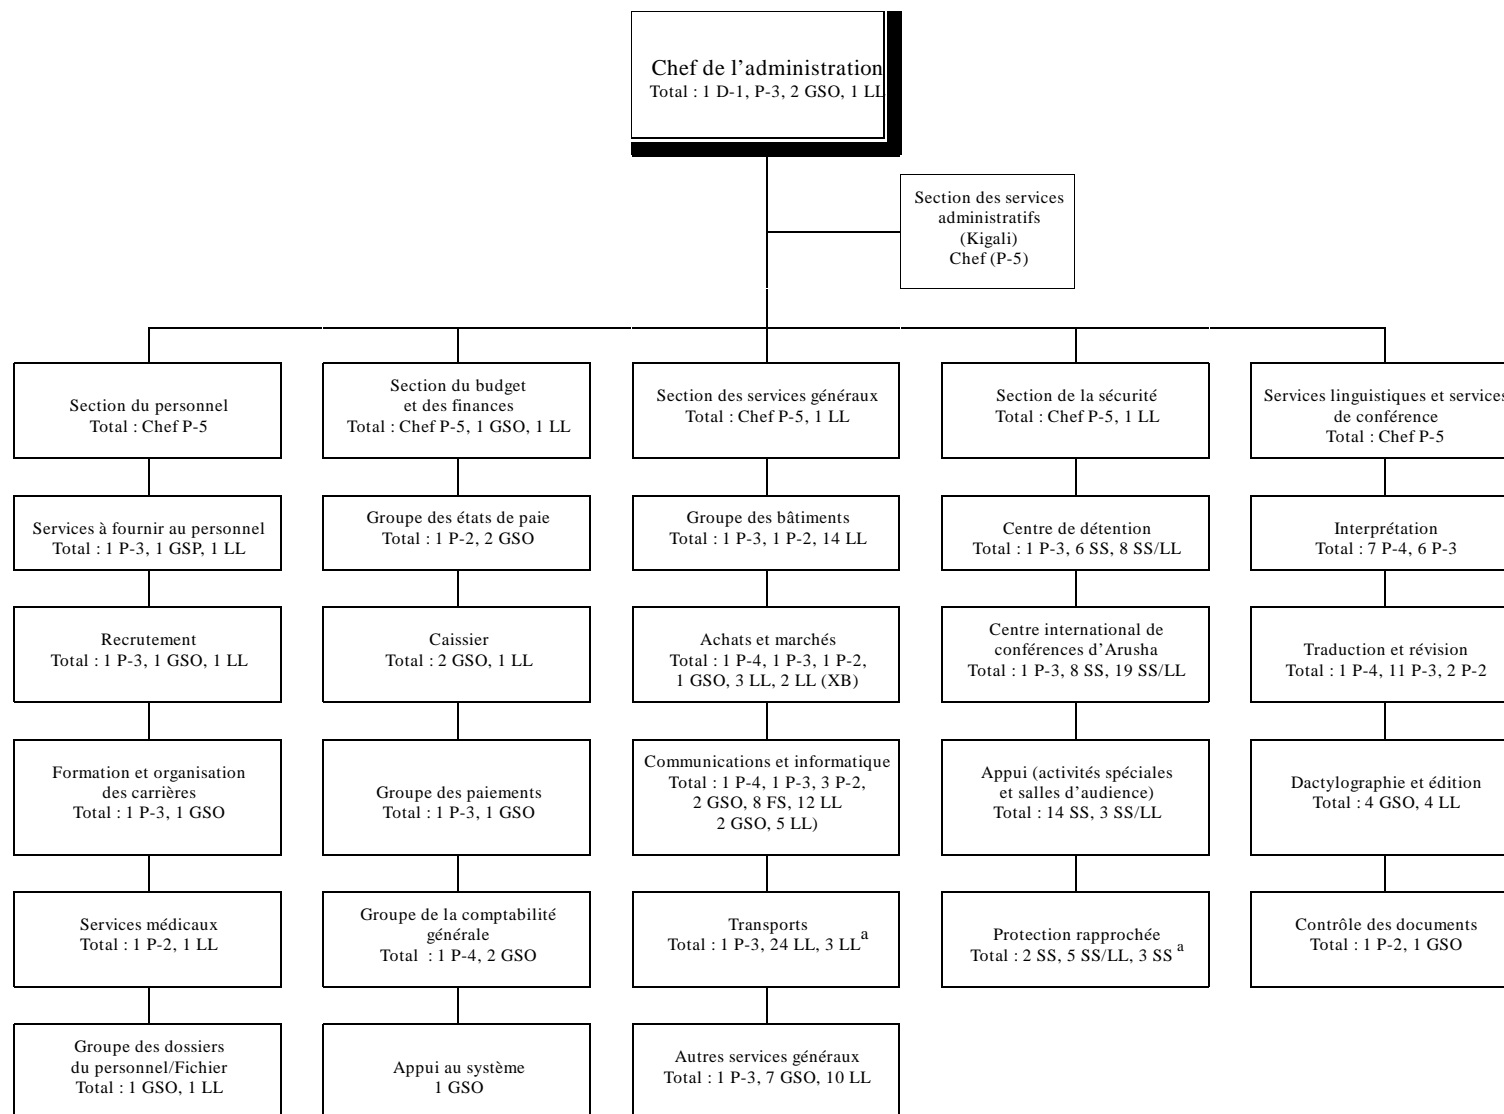 Chef de l’administration
Total : 1 D-1, P-3, 2 GSO, 1 LL
Section des services
administratifs
(Kigali)
Chef (P-5)
Section du personnel
Total : Chef P-5
Section du budget
et des finances
Total : Chef P-5, 1 GSO, 1 LL
Section des services généraux
Total : Chef P-5, 1 LL
Section de la sécurité
Total : Chef P-5, 1 LL
Services linguistiques et services
de conférence
Total : Chef P-5
Services à fournir au personnel
Total : 1 P-3, 1 GSP, 1 LL
Groupe des états de paie
Total : 1 P-2, 2 GSO
Groupe des bâtiments
Total : 1 P-3, 1 P-2, 14 LL
Centre de détention
Total : 1 P-3, 6 SS, 8 SS/LL
Interprétation
Total : 7 P-4, 6 P-3
Recrutement
Total : 1 P-3, 1 GSO, 1 LL
Caissier
Total : 2 GSO, 1 LL
Achats et marchés
Total : 1 P-4, 1 P-3, 1 P-2,
1 GSO, 3 LL, 2 LL (XB)
Centre international de
conférences d’Arusha
Total : 1 P-3, 8 SS, 19 SS/LL
Traduction et révision
Total : 1 P-4, 11 P-3, 2 P-2
Formation et organisation
des carrières
Total : 1 P-3, 1 GSO
Groupe des paiements
Total : 1 P-3, 1 GSO
Communications et informatique
Total : 1 P-4, 1 P-3, 3 P-2,
2 GSO, 8 FS, 12 LL
2 GSO, 5 LL)
Appui (activités spéciales
et salles d’audience)
Total : 14 SS, 3 SS/LL
Dactylographie et édition
Total : 4 GSO, 4 LL
Services médicaux
Total : 1 P-2, 1 LL
Groupe de la comptabilité
générale
Total : 1 P-4, 2 GSO
Transports
Total : 1 P-3, 24 LL, 3 LL a
Protection rapprochée
Total : 2 SS, 5 SS/LL, 3 SS a
Contrôle des documents
Total : 1 P-2, 1 GSO
Groupe des dossiers
du personnel/Fichier
Total : 1 GSO, 1 LL
Appui au système
1 GSO
Autres services généraux
Total : 1 P-3, 7 GSO, 10 LL